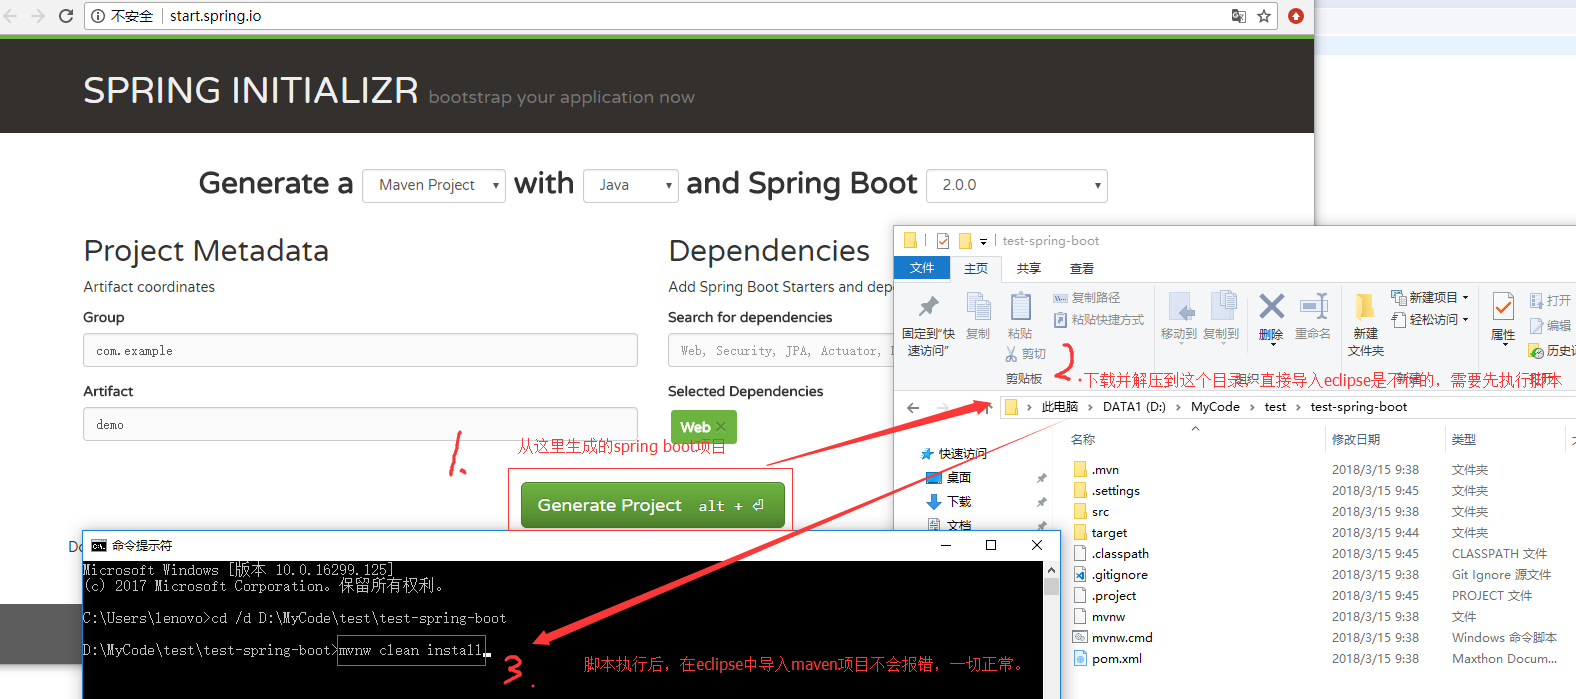 不安全 start.spring.io
SPRING INITIALIZR bootstrap your application now
Generate a Maven Project with Java and Spring Boot 2.0.0
Project Metadata
Artifact coordinates
Group
com.example
Artifact
demo
Dependencies
Add Spring Boot Starters and dep
Search for dependencies
Web, Security, JPA, Actuator,
Selected Dependencies
Web
1.
从这里生成的spring boot项目
Generate Project alt + ⏎
test-spring-boot
文件 主页 共享 查看
固定到"快速访问"
复制
粘贴
复制路径
粘贴快捷方式
剪切
剪贴板
移动到
复制到
删除
重命名
组织
新建
文件夹
新建项目
轻松访问
新建
属性
打开
编辑
历史记
打开
2.
下载并解压到这个目录，直接导入eclipse是不行的，需要先执行脚本
此电脑 › DATA1 (D:) › MyCode › test › test-spring-boot
快速访问
桌面
下载
文档
名称 修改日期 类型
.mvn 2018/3/15 9:38 文件夹
.settings 2018/3/15 9:45 文件夹
src 2018/3/15 9:38 文件夹
target 2018/3/15 9:44 文件夹
.classpath 2018/3/15 9:45 CLASSPATH 文件
.gitignore 2018/3/15 9:38 Git Ignore 源文件
.project 2018/3/15 9:45 PROJECT 文件
mvnw 2018/3/15 9:38 文件
mvnw.cmd 2018/3/15 9:38 Windows 命令脚本
pom.xml 2018/3/15 9:38 Maxthon Docum...
命令提示符
Microsoft Windows [版本 10.0.16299.125]
(c) 2017 Microsoft Corporation。保留所有权利。
C:\Users\lenovo>cd /d D:\MyCode\test\test-spring-boot
D:\MyCode\test\test-spring-boot>mvnw clean install
3.
脚本执行后，在eclipse中导入maven项目不会报错，一切正常。